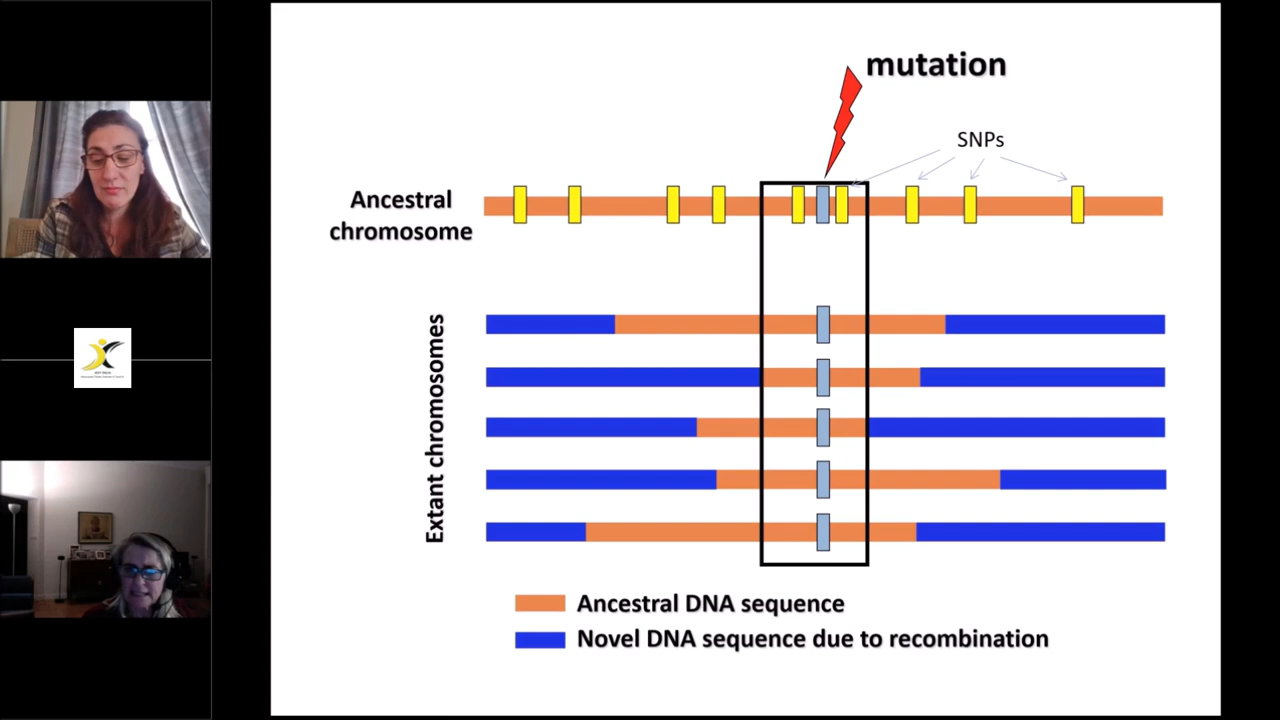 mutation
SNPs
Ancestral
chromosome
Extant chromosomes
Ancestral DNA sequence
Novel DNA sequence due to recombination